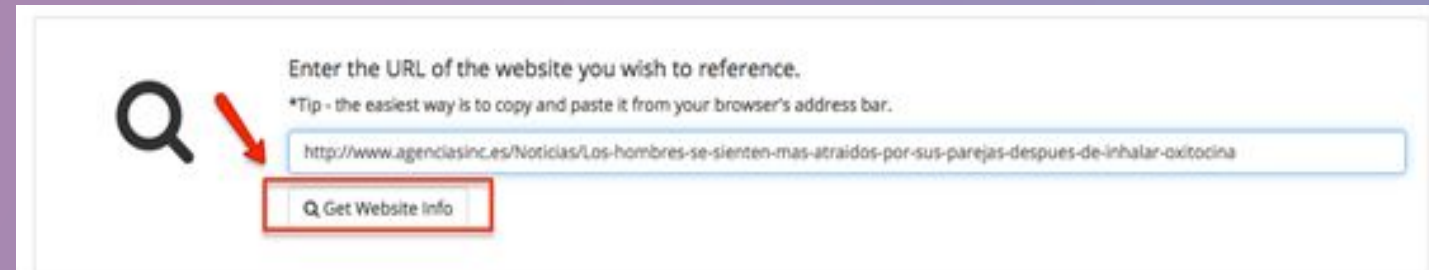 Enter the URL of the website you wish to reference.
*Tip - the easiest way is to copy and paste it from your browser's address bar.
http://www.agenciasinc.es/Noticias/Los-hombres-se-sienten-mas-atraidos-por-sus-parejas-despues-de-inhalar-oxitocina
Get Website Info